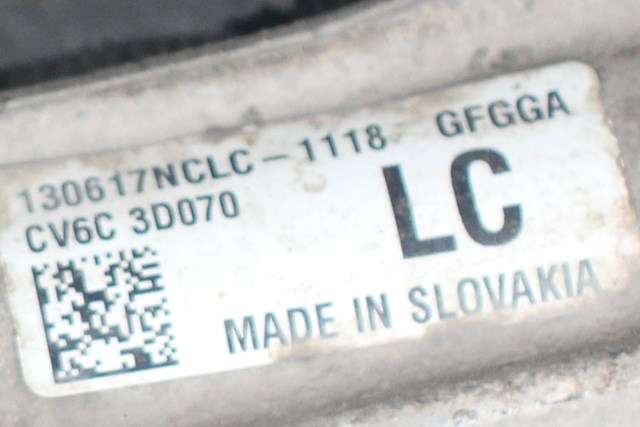 130617NCLC-1118 GFGGA
CV6C 3D070
LC
MADE IN SLOVAKIA